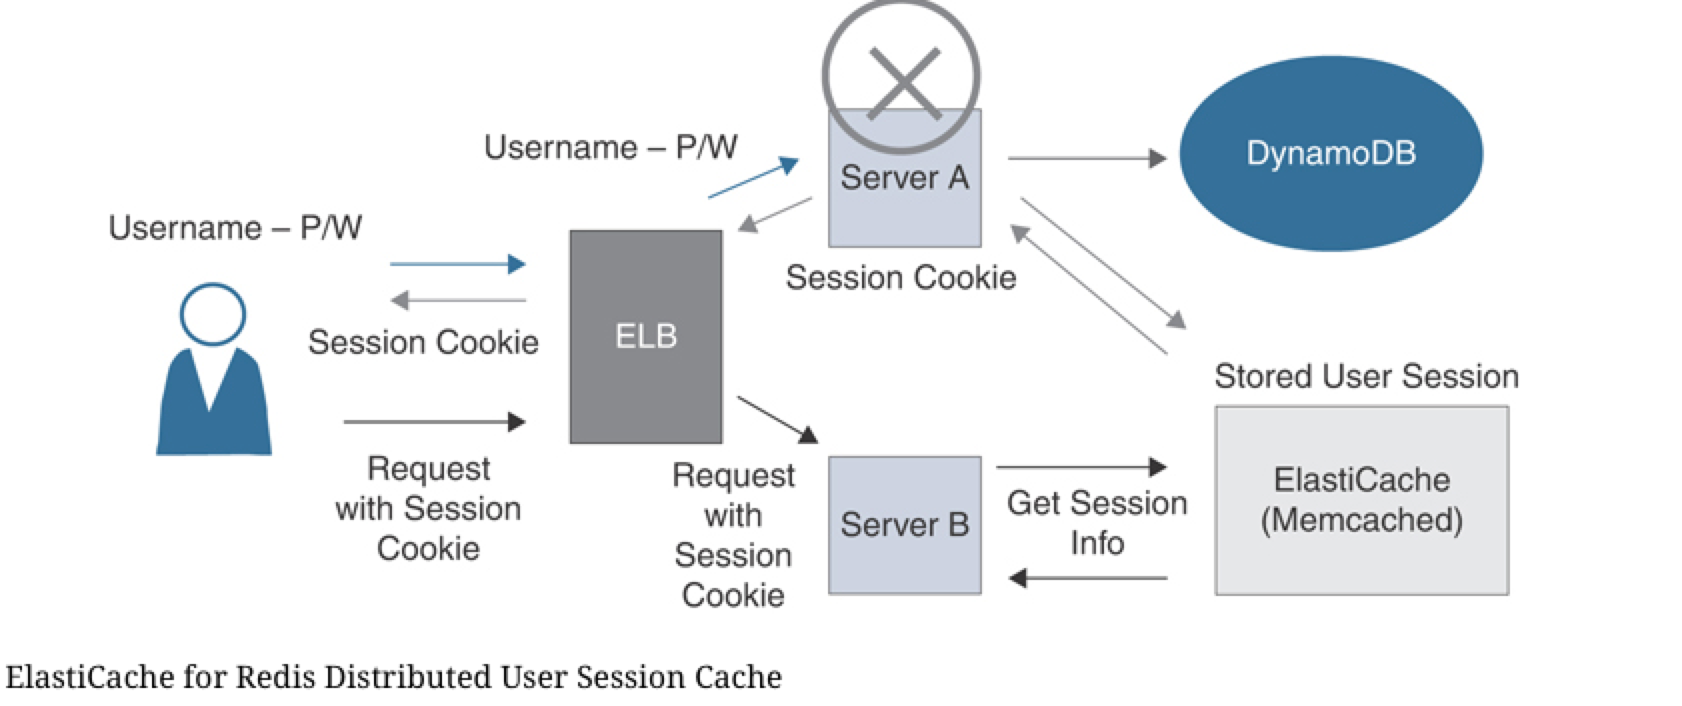 Username – P/W
Server A
DynamoDB
Username – P/W
Session Cookie
Session Cookie
ELB
Stored User Session
Request
with Session
Cookie
Request
with
Session
Cookie
Server B
Get Session
Info
ElastiCache
(Memcached)
ElastiCache for Redis Distributed User Session Cache